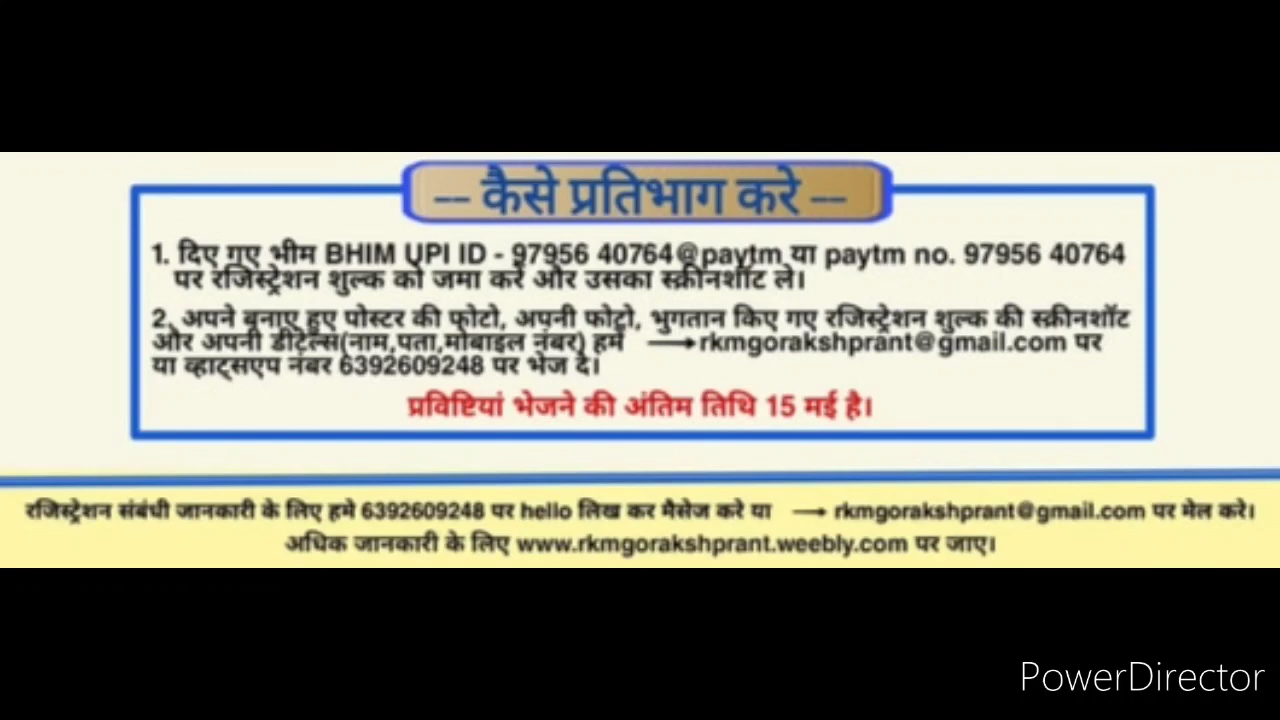 -- कैसे प्रतिभाग करे --
1. दिए गए भीम BHIM UPI ID - 97956 40764@paytm या paytm no. 97956 40764
पर रजिस्ट्रेशन शुल्क को जमा करें और उसका स्क्रीनशॉट ले।
2. अपने बनाए हुए पोस्टर की फोटो, अपनी फोटो, भुगतान किए गए रजिस्ट्रेशन शुल्क की स्क्रीनशॉट
और अपनी डीटेल्स(नाम,पता,मोबाइल नंबर) हमें ⟶rkmgorakshprant@gmail.com पर
या व्हाट्सएप नंबर 6392609248 पर भेज दे।
प्रविष्टियां भेजने की अंतिम तिथि 15 मई है।
रजिस्ट्रेशन संबंधी जानकारी के लिए हमे 6392609248 पर hello लिख कर मैसेज करे या ⟶ rkmgorakshprant@gmail.com पर मेल करे।
अधिक जानकारी के लिए www.rkmgorakshprant.weebly.com पर जाए।
PowerDirector